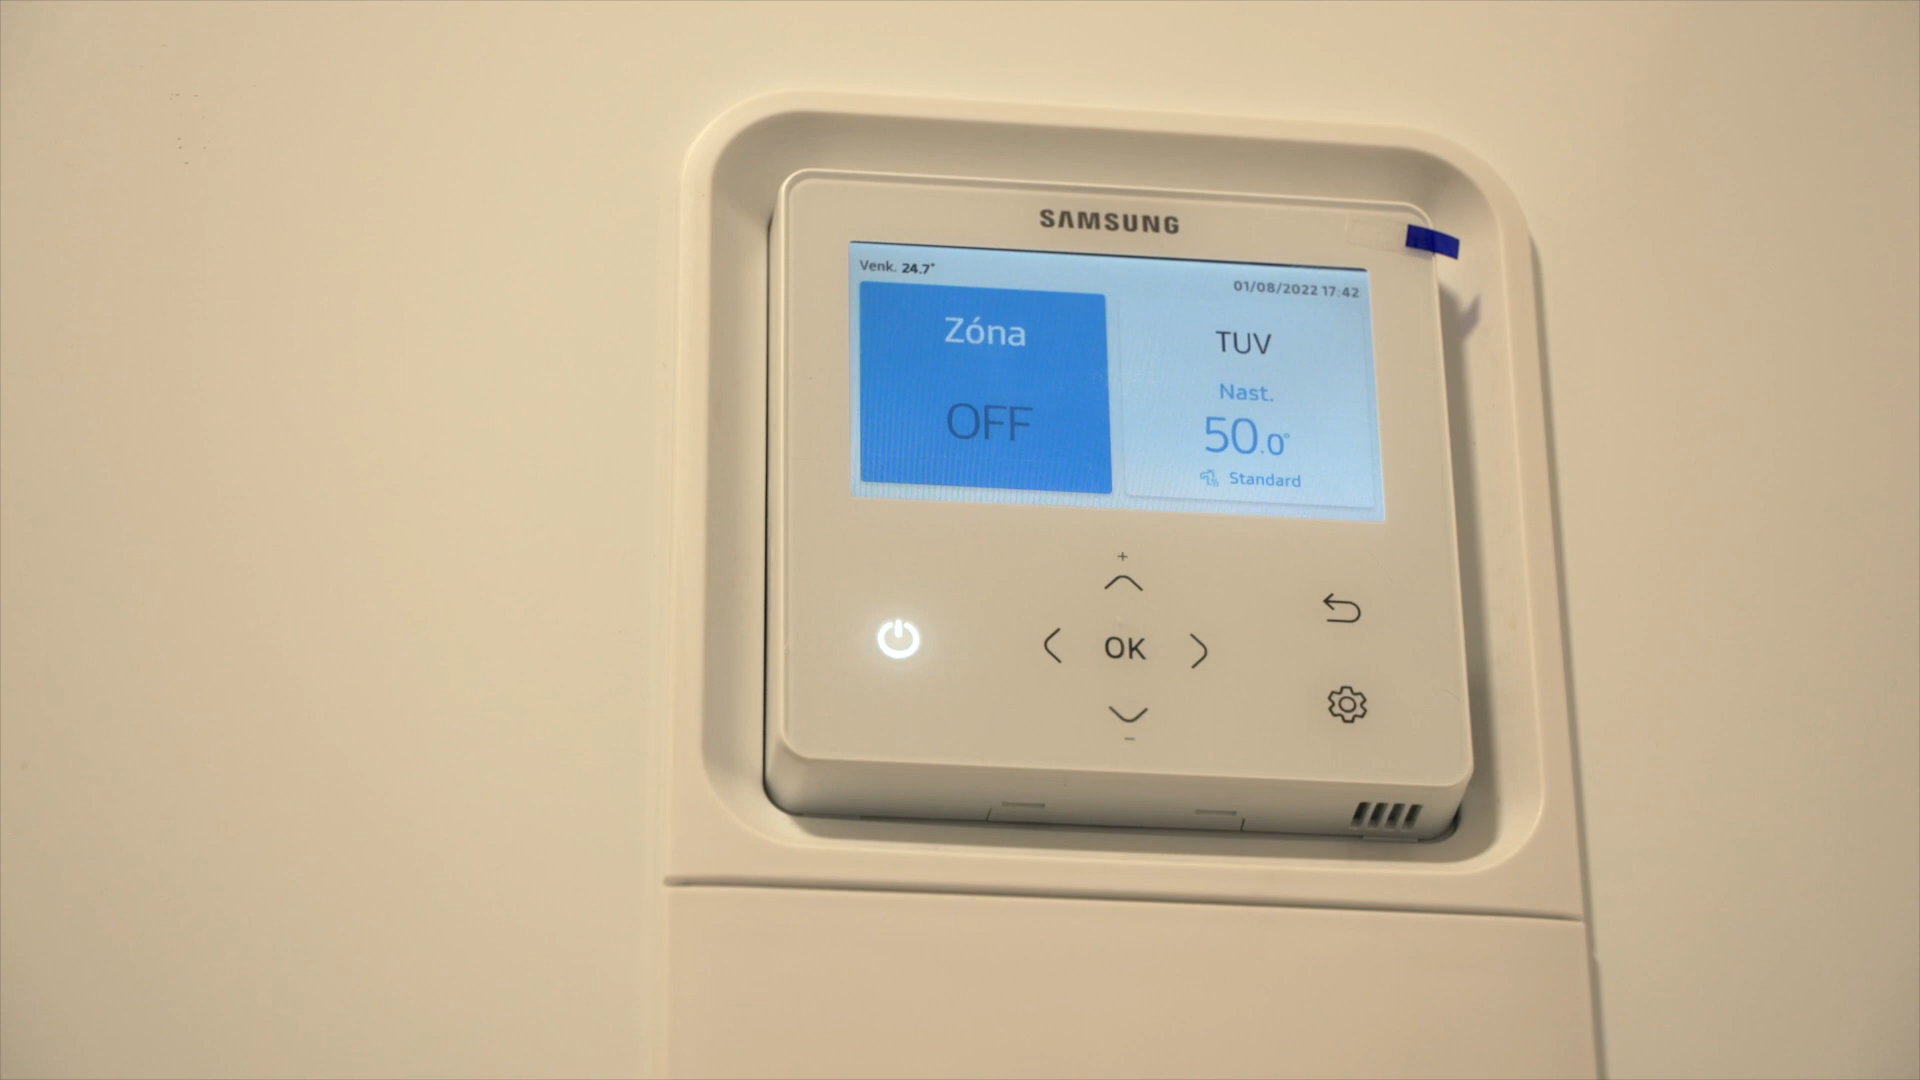 SAMSUNG
Venk. 24.7°
01/08/2022 17:42
Zóna
OFF
TUV
Nast.
50.0°
Standard
+
OK
−